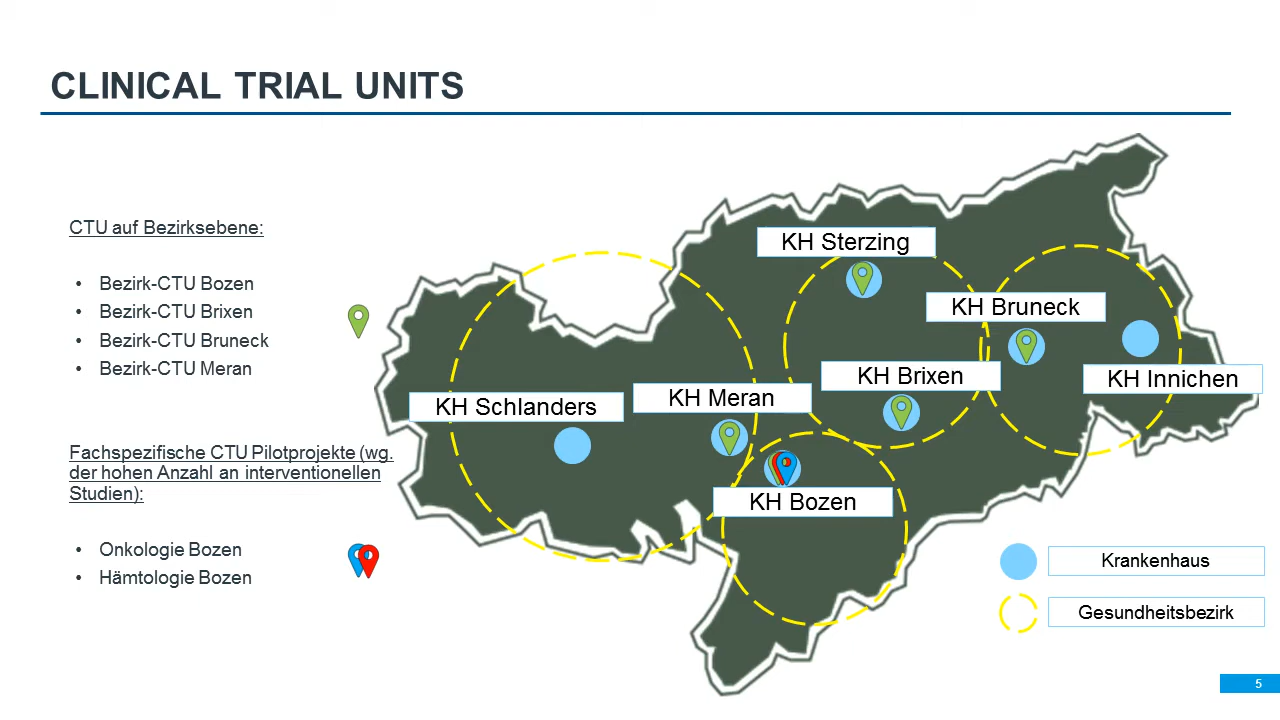 CLINICAL TRIAL UNITS
CTU auf Bezirksebene:
• Bezirk-CTU Bozen
• Bezirk-CTU Brixen
• Bezirk-CTU Bruneck
• Bezirk-CTU Meran
Fachspezifische CTU Pilotprojekte (wg.
der hohen Anzahl an interventionellen
Studien):
• Onkologie Bozen
• Hämtologie Bozen
KH Sterzing
KH Bruneck
KH Brixen
KH Innichen
KH Meran
KH Schlanders
KH Bozen
Krankenhaus
Gesundheitsbezirk
5